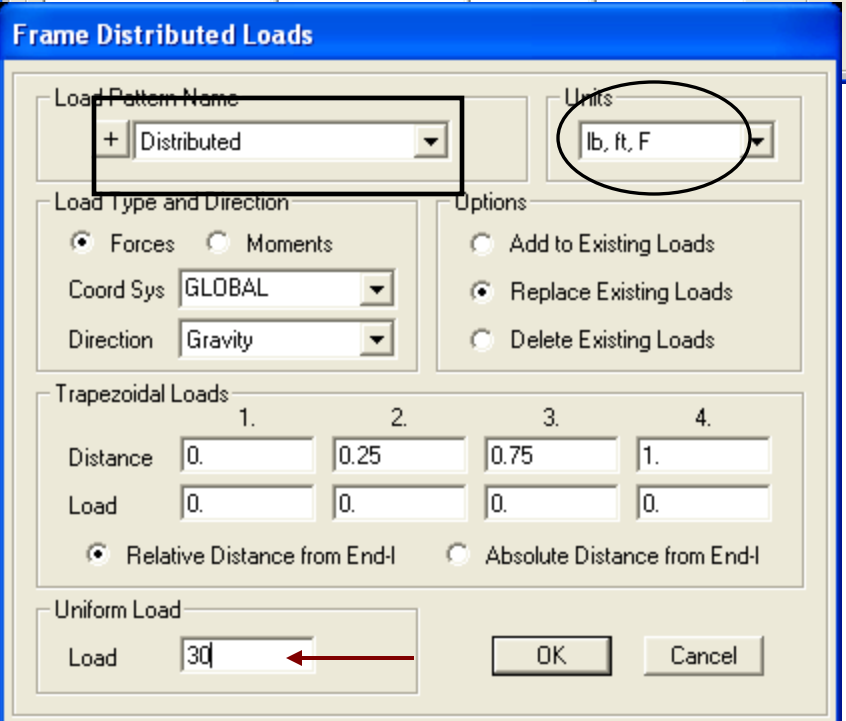 Frame Distributed Loads
Load Pattern Name
Units
+ Distributed
lb, ft, F
Load Type and Direction
Options
Forces Moments
Add to Existing Loads
Coord Sys GLOBAL
Replace Existing Loads
Direction Gravity
Delete Existing Loads
Trapezoidal Loads
1. 2. 3. 4.
Distance 0. 0.25 0.75 1.
Load 0. 0. 0. 0.
Relative Distance from End-I Absolute Distance from End-I
Uniform Load
Load 30
OK Cancel